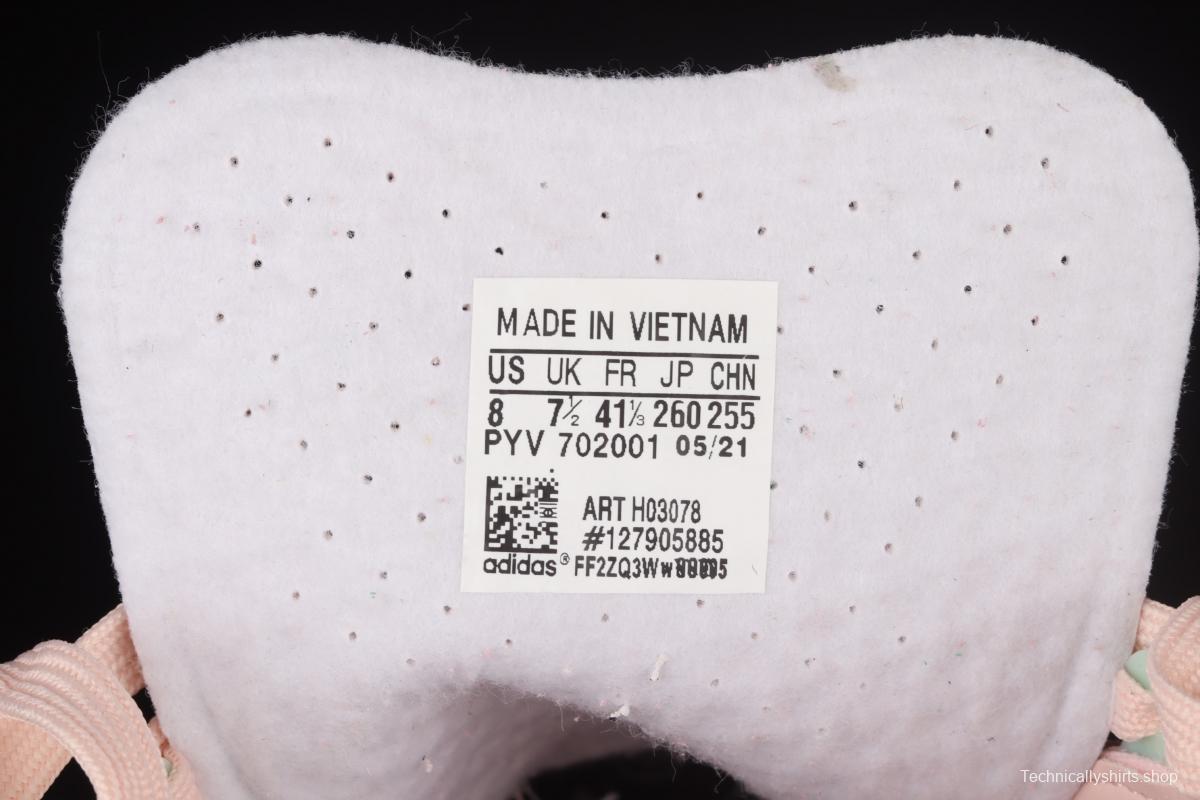 MADE IN VIETNAM
US UK FR JP CHN
8 7½ 41⅓ 260 255
PYV 702001 05/21
ART H03078
#127905885
adidas® FF2ZQ3W
Technicallyshirts.shop